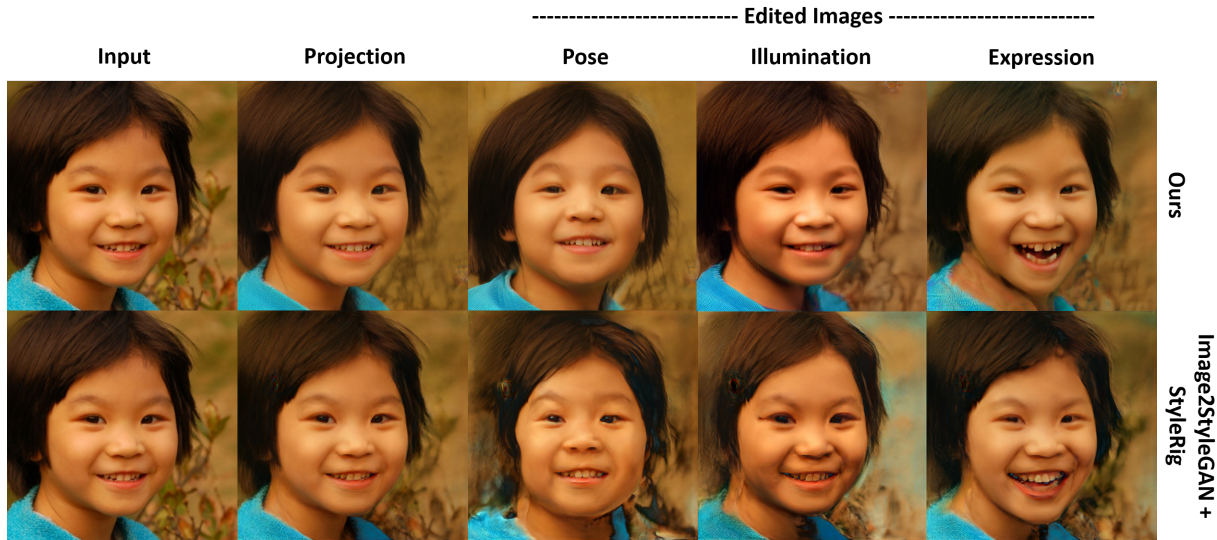 ----------------------- Edited Images -----------------------
Input Projection Pose Illumination Expression
Ours
Image2StyleGAN +
StyleRig